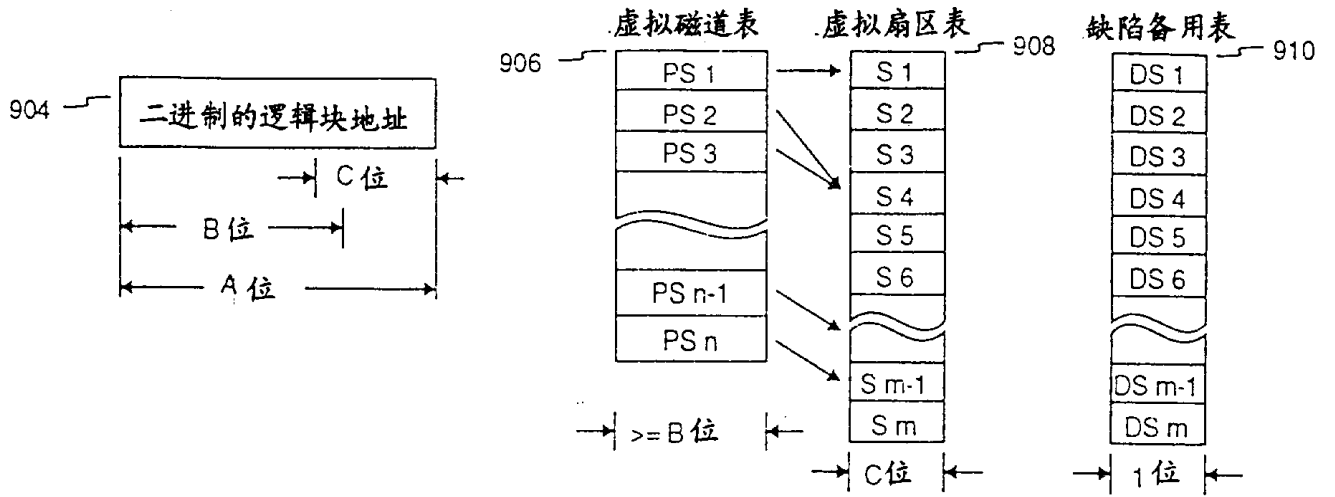 904
二进制的逻辑块地址
C位
B位
A位
虚拟磁道表
906
PS 1
PS 2
PS 3
PS n-1
PS n
>=B位
虚拟扇区表
908
S 1
S 2
S 3
S 4
S 5
S 6
S m-1
S m
C位
缺陷备用表
910
DS 1
DS 2
DS 3
DS 4
DS 5
DS 6
DS m-1
DS m
1位